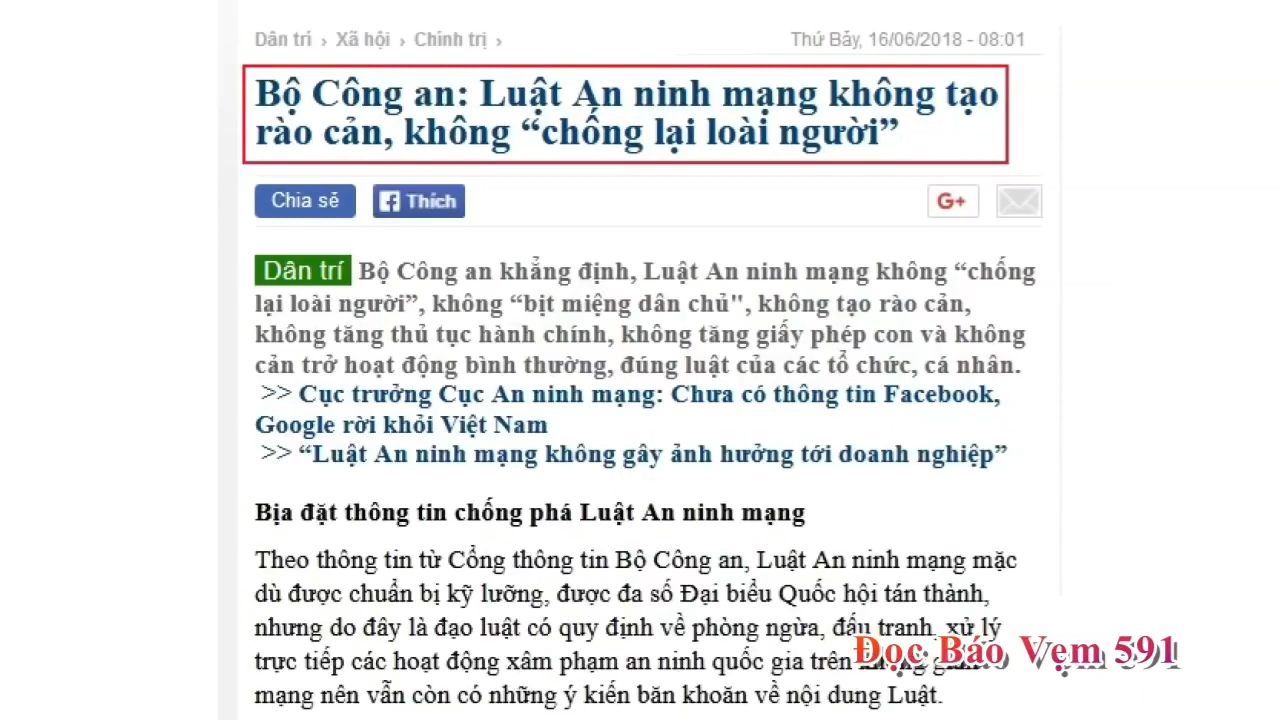 Dân trí › Xã hội › Chính trị ›
Thứ Bảy, 16/06/2018 - 08:01
Bộ Công an: Luật An ninh mạng không tạo
rào cản, không “chống lại loài người”
Chia sẻ
Thích
G+
Dân trí Bộ Công an khẳng định, Luật An ninh mạng không “chống
lại loài người”, không “bịt miệng dân chủ", không tạo rào cản,
không tăng thủ tục hành chính, không tăng giấy phép con và không
cản trở hoạt động bình thường, đúng luật của các tổ chức, cá nhân.
>> Cục trưởng Cục An ninh mạng: Chưa có thông tin Facebook,
Google rời khỏi Việt Nam
>> “Luật An ninh mạng không gây ảnh hưởng tới doanh nghiệp”
Bịa đặt thông tin chống phá Luật An ninh mạng
Theo thông tin từ Cổng thông tin Bộ Công an, Luật An ninh mạng mặc
dù được chuẩn bị kỹ lưỡng, được đa số Đại biểu Quốc hội tán thành,
nhưng do đây là đạo luật có quy định về phòng ngừa, đấu tranh, xử lý
trực tiếp các hoạt động xâm phạm an ninh quốc gia trên không gian
mạng nên vẫn còn có những ý kiến băn khoăn về nội dung Luật.
Đọc Báo Vẹm 591